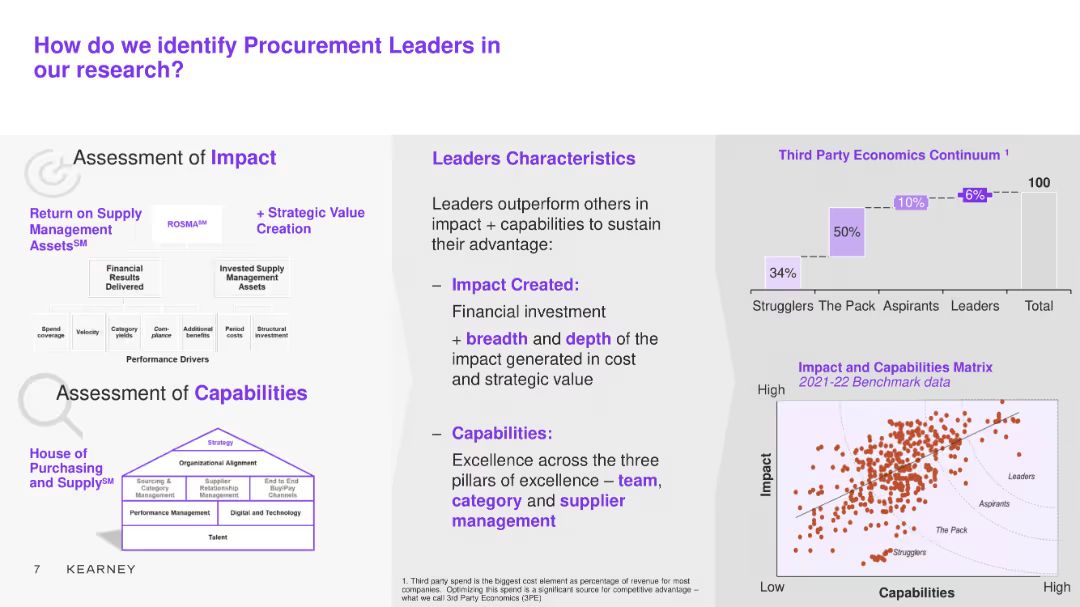 How do we identify Procurement Leaders in
our research?
Assessment of Impact
Return on Supply
Management
Assets℠
ROSMA℠
+ Strategic Value
Creation
Financial
Results
Delivered
Invested Supply
Management
Assets
Spend
coverage
Velocity
Category
yields
Com-
pliance
Additional
benefits
Period
costs
Structural
investment
Performance Drivers
Assessment of Capabilities
House of
Purchasing
and Supply℠
Strategy
Organizational Alignment
Sourcing &
Category
Management
Supplier
Relationship
Management
End to End
Buy/Pay
Channels
Performance Management
Digital and Technology
Talent
7 KEARNEY
Leaders Characteristics
Leaders outperform others in
impact + capabilities to sustain
their advantage:
– Impact Created:
Financial investment
+ breadth and depth of the
impact generated in cost
and strategic value
– Capabilities:
Excellence across the three
pillars of excellence – team,
category and supplier
management
1. Third party spend is the biggest cost element as percentage of revenue for most
companies. Optimizing this spend is a significant source for competitive advantage –
what we call 3rd Party Economics (3PE)
Third Party Economics Continuum 1
34%
50%
10%
6%
100
Strugglers The Pack Aspirants Leaders Total
Impact and Capabilities Matrix
2021-22 Benchmark data
High
Impact
Leaders
Aspirants
The Pack
Strugglers
Low
Capabilities
High